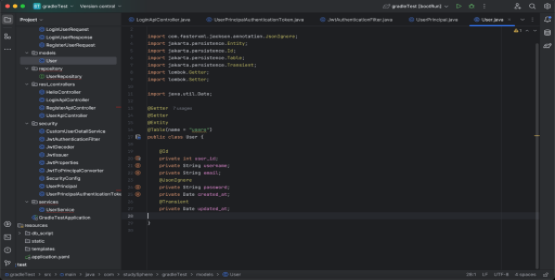 gradleTest
Version control
gradleTest [bootRun]
LoginApiController.java
UserPrincipalAuthenticationToken.java
JwtAuthenticationFilter.java
UserPrincipal.java
User.java
Project
LoginUserRequest
LoginUserResponse
RegisterUserRequest
models
User
repository
UserRepository
rest_controllers
HelloController
LoginApiController
RegisterApiController
UserApiController
security
CustomUserDetailService
JwtAuthenticationFilter
JwtDecoder
JwtIssuer
JwtProperties
JwtToPrincipalConverter
SecurityConfig
UserPrincipal
UserPrincipalAuthenticationToken
services
UserService
GradleTestApplication
resources
db_script
static
templates
application.yaml
test
import com.fasterxml.jackson.annotation.JsonIgnore;
import jakarta.persistence.Entity;
import jakarta.persistence.Id;
import jakarta.persistence.Table;
import jakarta.persistence.Transient;
import lombok.Getter;
import lombok.Setter;
import java.util.Date;
@Getter
@Setter
@Entity
@Table(name = "users")
public class User {
@Id
private int user_id;
private String username;
private String email;
@JsonIgnore
private String password;
private Date created_at;
@Transient
private Date updated_at;
}
gradleTest > src > main > java > com > studySphere > gradleTest > models > User
LF
UTF-8
4 spaces